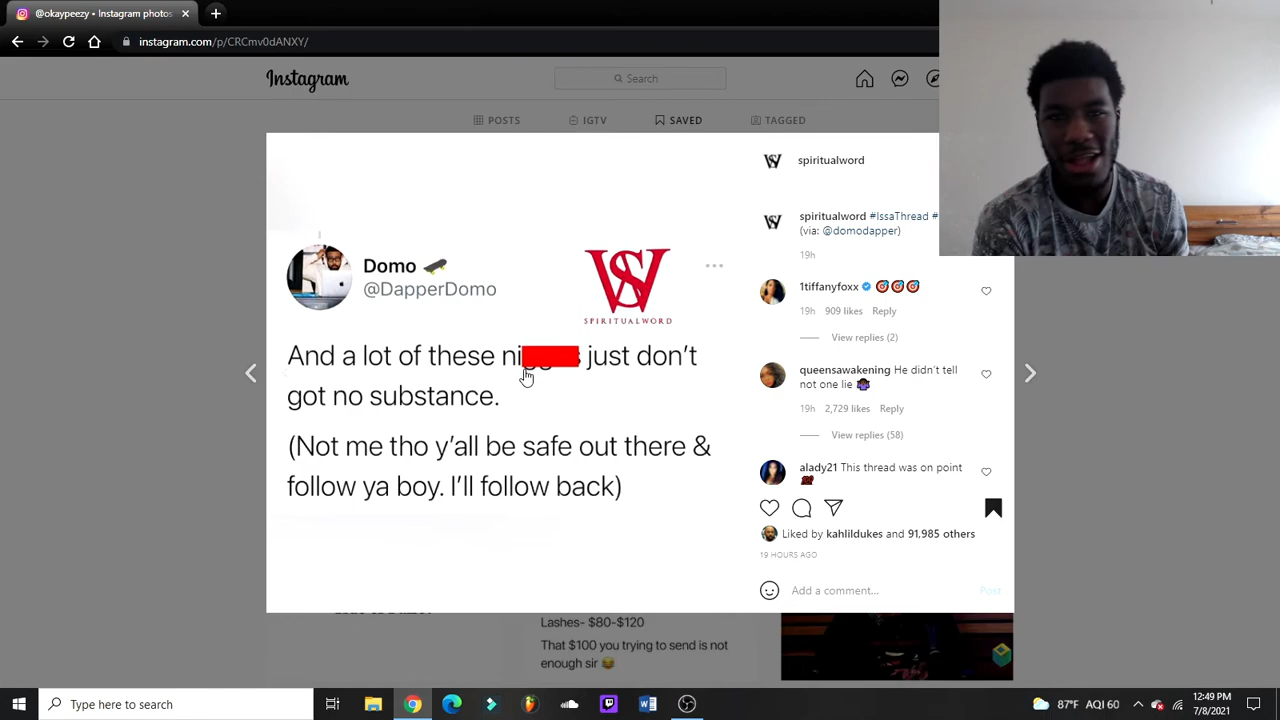 @okaypeezy • Instagram photos
instagram.com/p/CRCmv0dANXY/
Instagram
Search
POSTS
IGTV
SAVED
TAGGED
spiritualword
spiritualword #IssaThread #
(via: @domodapper)
19h
Domo
@DapperDomo
WS
SPIRITUALWORD
And a lot of these just don't
got no substance.
(Not me tho y'all be safe out there &
follow ya boy. I'll follow back)
1tiffanyfoxx
19h 909 likes Reply
View replies (2)
queensawakening He didn't tell
not one lie
19h 2,729 likes Reply
View replies (58)
alady21 This thread was on point
Liked by kahlildukes and 91,985 others
19 HOURS AGO
Add a comment...
Post
Lashes- $80-$120
That $100 you trying to send is not
enough sir
Type here to search
87°F AQI 60
12:49 PM
7/8/2021